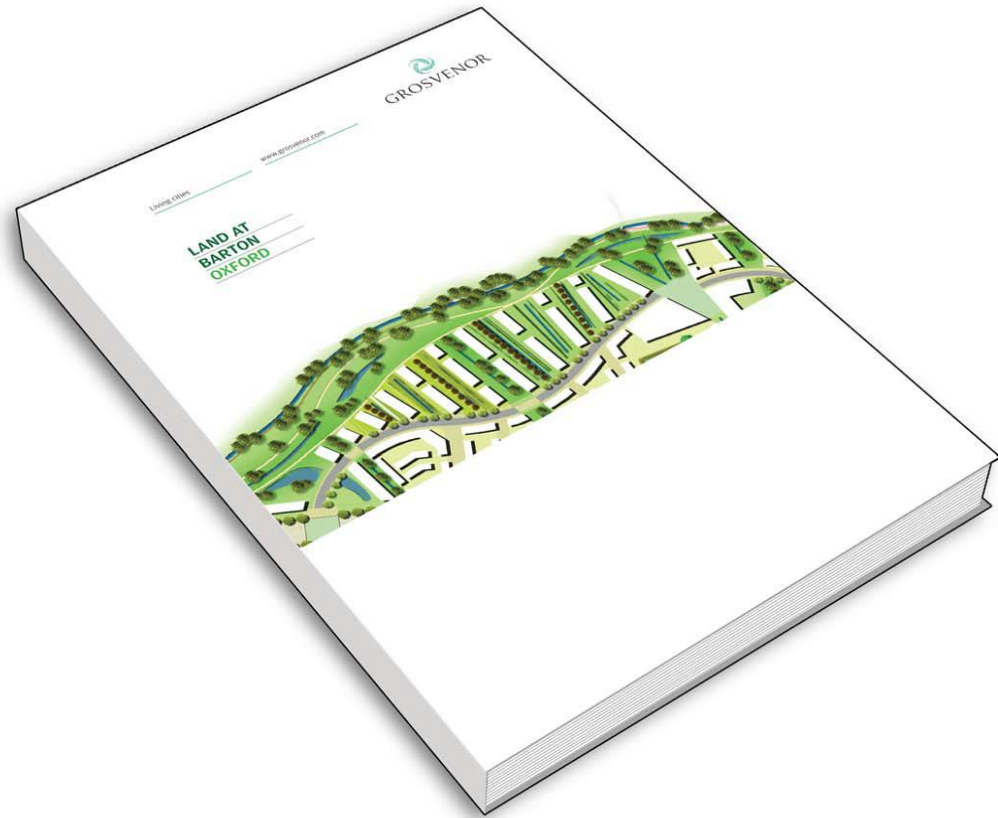 GROSVENOR
Living cities
www.grosvenor.com
LAND AT
BARTON
OXFORD